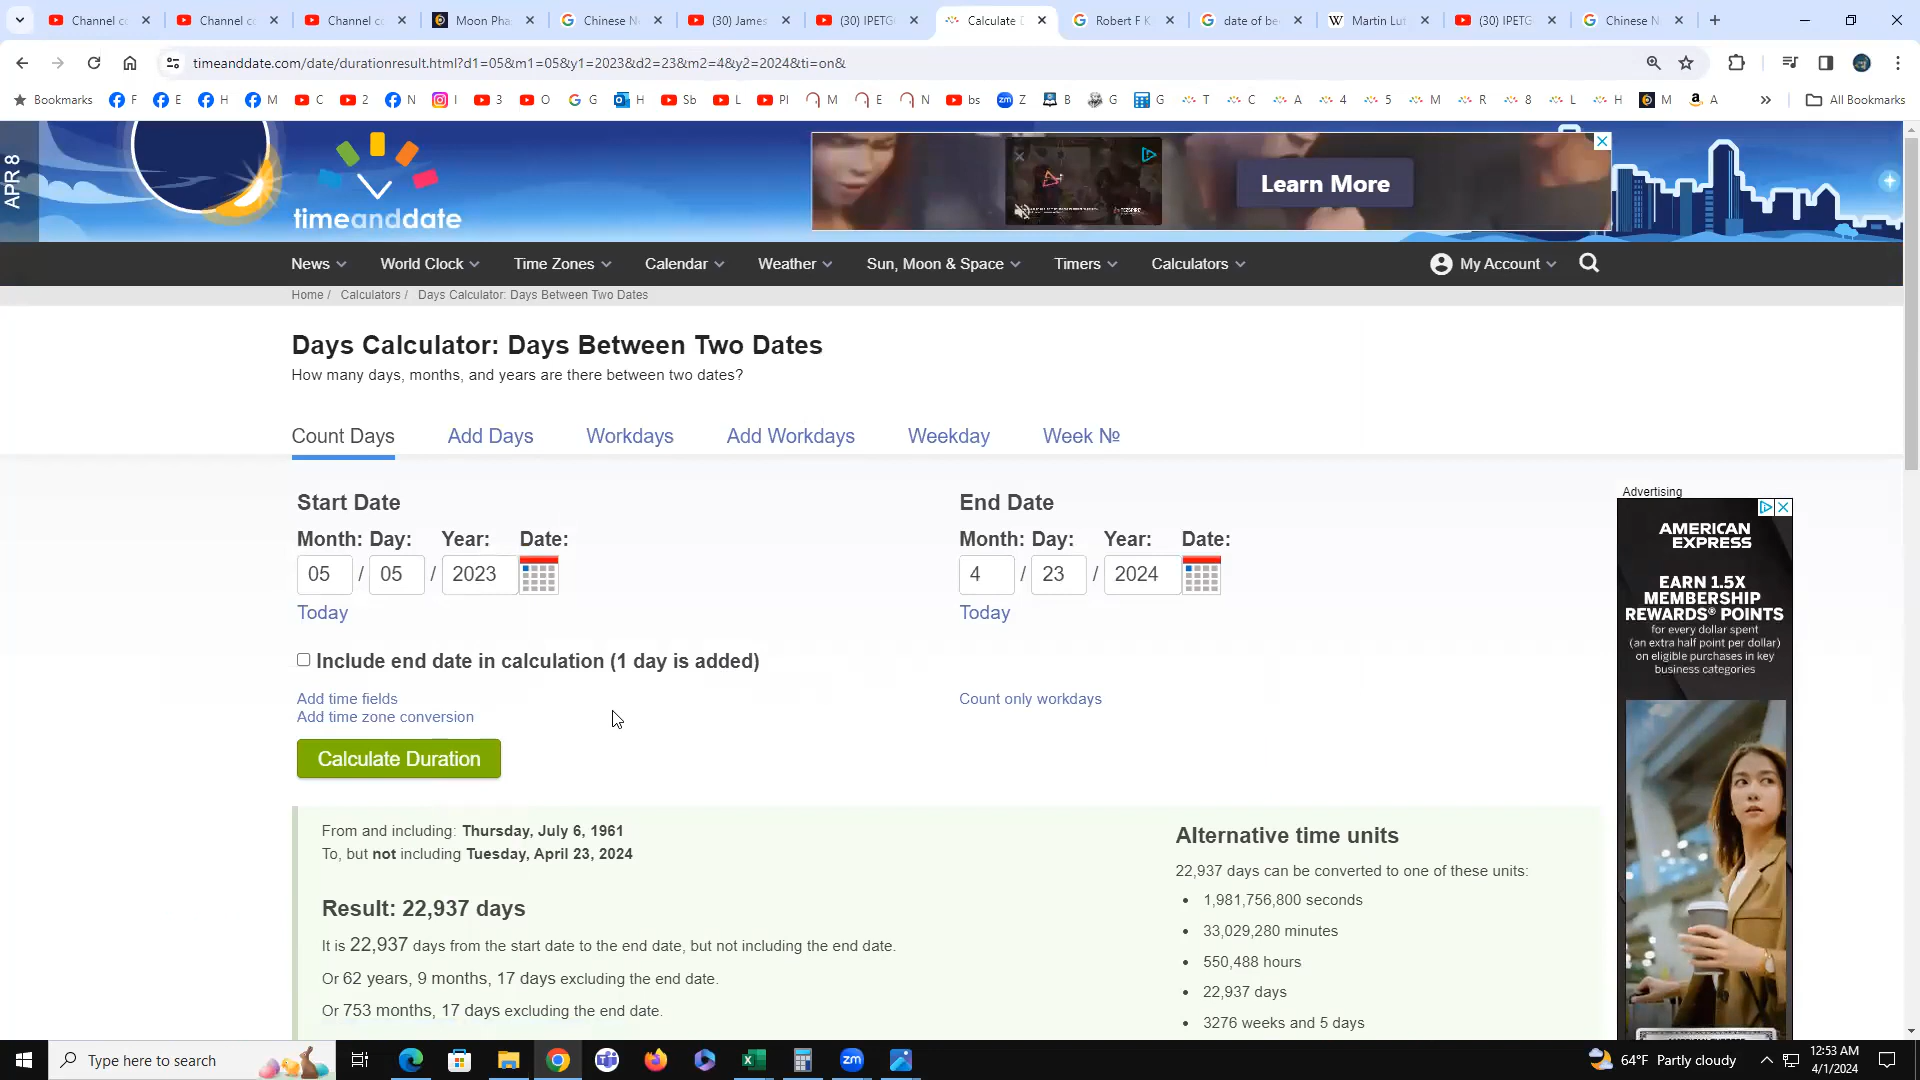 Channel co
Channel co
Channel co
Moon Pha
Chinese N
(30) James
(30) IPETG
Calculate D
Robert F K
date of be
Martin Lut
(30) IPETG
Chinese N
timeanddate.com/date/durationresult.html?d1=05&m1=05&y1=2023&d2=23&m2=4&y2=2024&ti=on&
Bookmarks F E H M C 2 N I 3 O G H Sb L Pl M E N bs Z B G G T C A 4 5 M R 8 L H M A » All Bookmarks
APR 8
timeanddate
Learn More
News World Clock Time Zones Calendar Weather Sun, Moon & Space Timers Calculators My Account
Home / Calculators / Days Calculator: Days Between Two Dates
Days Calculator: Days Between Two Dates
How many days, months, and years are there between two dates?
Count Days Add Days Workdays Add Workdays Weekday Week №
Start Date
Month: Day: Year: Date:
05 / 05 / 2023
Today
End Date
Month: Day: Year: Date:
4 / 23 / 2024
Today
Include end date in calculation (1 day is added)
Add time fields
Add time zone conversion
Count only workdays
Calculate Duration
From and including: Thursday, July 6, 1961
To, but not including Tuesday, April 23, 2024
Result: 22,937 days
It is 22,937 days from the start date to the end date, but not including the end date.
Or 62 years, 9 months, 17 days excluding the end date.
Or 753 months, 17 days excluding the end date.
Alternative time units
22,937 days can be converted to one of these units:
• 1,981,756,800 seconds
• 33,029,280 minutes
• 550,488 hours
• 22,937 days
• 3276 weeks and 5 days
Advertising
AMERICAN
EXPRESS
EARN 1.5X
MEMBERSHIP
REWARDS® POINTS
for every dollar spent
(an extra half point per dollar)
on eligible purchases in key
business categories
Type here to search
64°F Partly cloudy
12:53 AM
4/1/2024